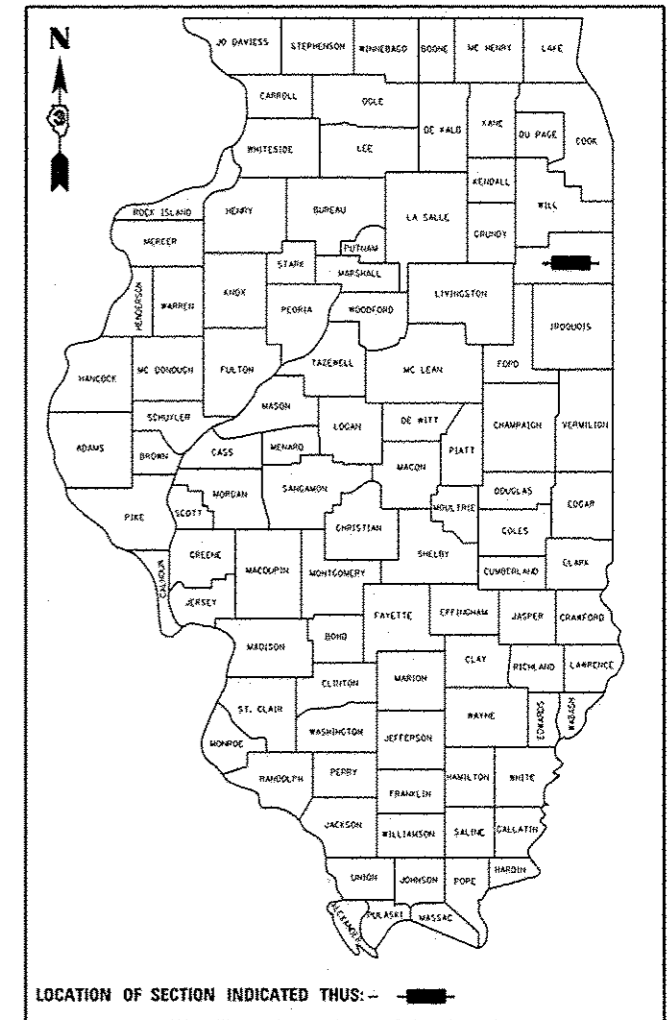 N
JO DAVIESS STEPHENSON WINNEBAGO BOONE MC HENRY LAKE
CARROLL OGLE DE KALB KANE DU PAGE COOK
WHITESIDE LEE KENDALL WILL
ROCK ISLAND HENRY BUREAU LA SALLE GRUNDY
MERCER PUTNAM
STARK MARSHALL
HENDERSON WARREN KNOX PEORIA WOODFORD LIVINGSTON IROQUOIS
HANCOCK MC DONOUGH FULTON TAZEWELL MC LEAN FORD
MASON
SCHUYLER LOGAN DE WITT CHAMPAIGN VERMILION
ADAMS BROWN CASS MENARD PIATT
MACON
MORGAN SANGAMON DOUGLAS EDGAR
PIKE SCOTT CHRISTIAN MOULTRIE COLES
GREENE SHELBY
CALHOUN MACOUPIN MONTGOMERY CUMBERLAND CLARK
JERSEY FAYETTE EFFINGHAM JASPER CRAWFORD
BOND
MADISON CLAY RICHLAND LAWRENCE
CLINTON MARION
ST. CLAIR WAYNE EDWARDS WABASH
WASHINGTON JEFFERSON
MONROE
RANDOLPH PERRY HAMILTON WHITE
FRANKLIN
JACKSON WILLIAMSON SALINE GALLATIN
UNION JOHNSON POPE HARDIN
ALEXANDER PULASKI MASSAC
LOCATION OF SECTION INDICATED THUS: -